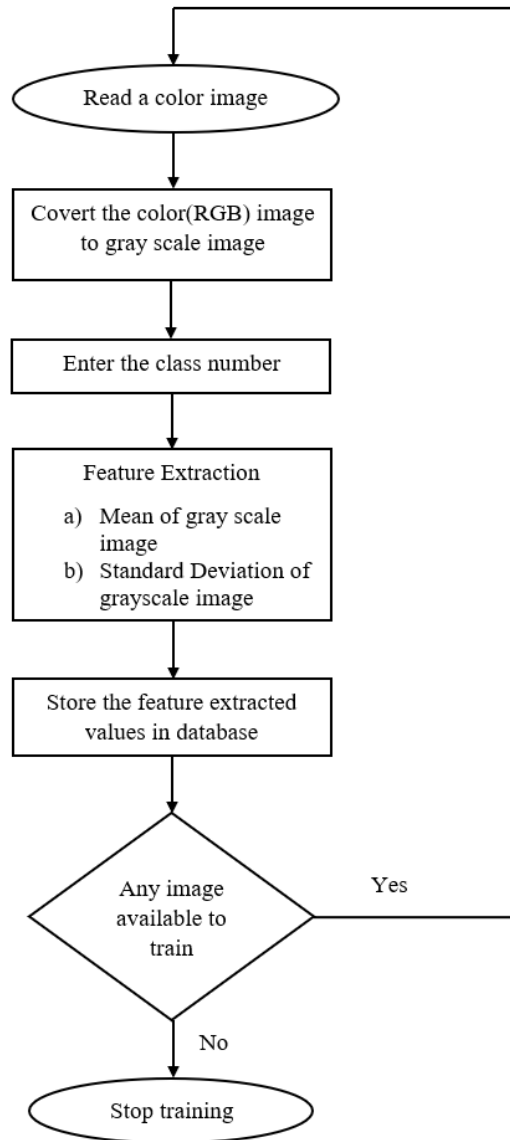 Read a color image
Covert the color(RGB) image
to gray scale image
Enter the class number
Feature Extraction
a) Mean of gray scale
image
b) Standard Deviation of
grayscale image
Store the feature extracted
values in database
Any image
available to
train
Yes
No
Stop training